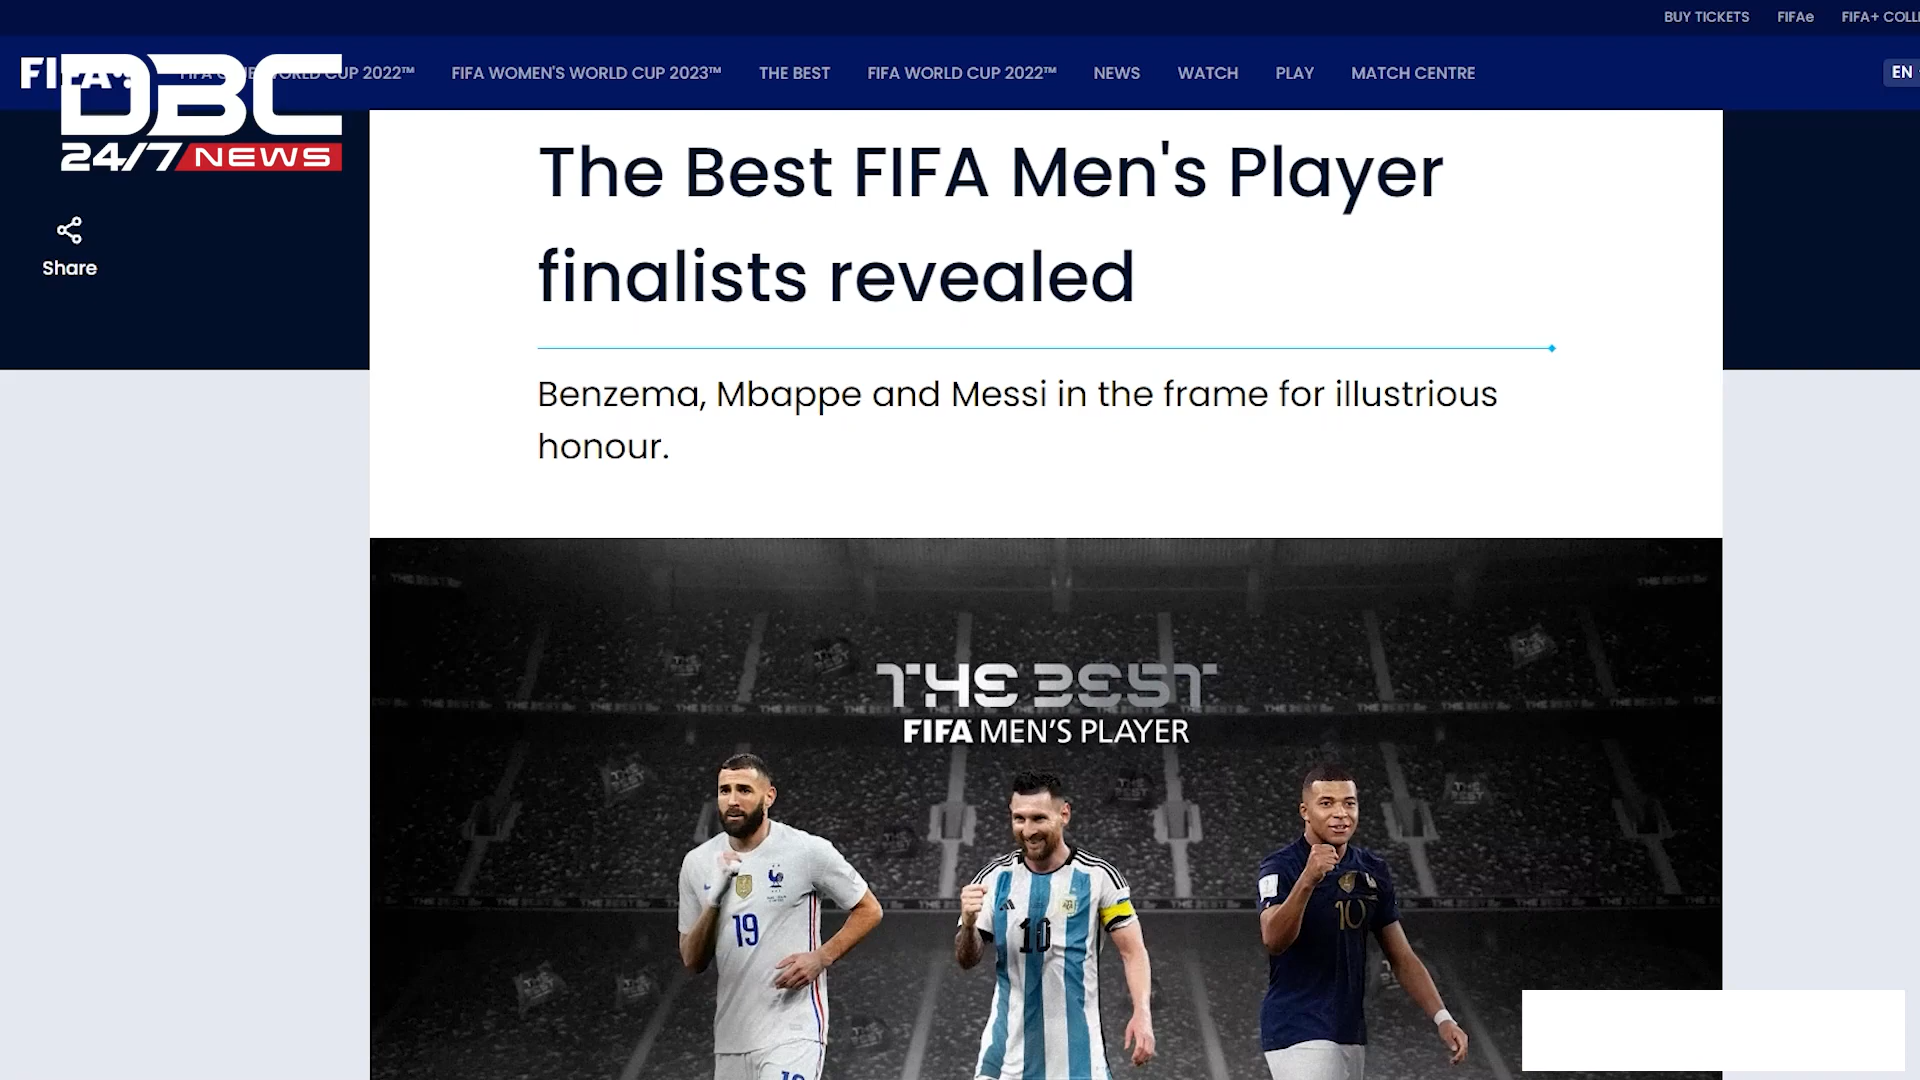 BUY TICKETS FIFAe FIFA+ COLL
FIFA WOMEN'S WORLD CUP 2023™ THE BEST FIFA WORLD CUP 2022™ NEWS WATCH PLAY MATCH CENTRE EN
CUP 2022™
DBC
24/7 NEWS
Share
The Best FIFA Men's Player
finalists revealed
Benzema, Mbappe and Messi in the frame for illustrious
honour.
THE BEST
FIFA MEN'S PLAYER
19
10
10